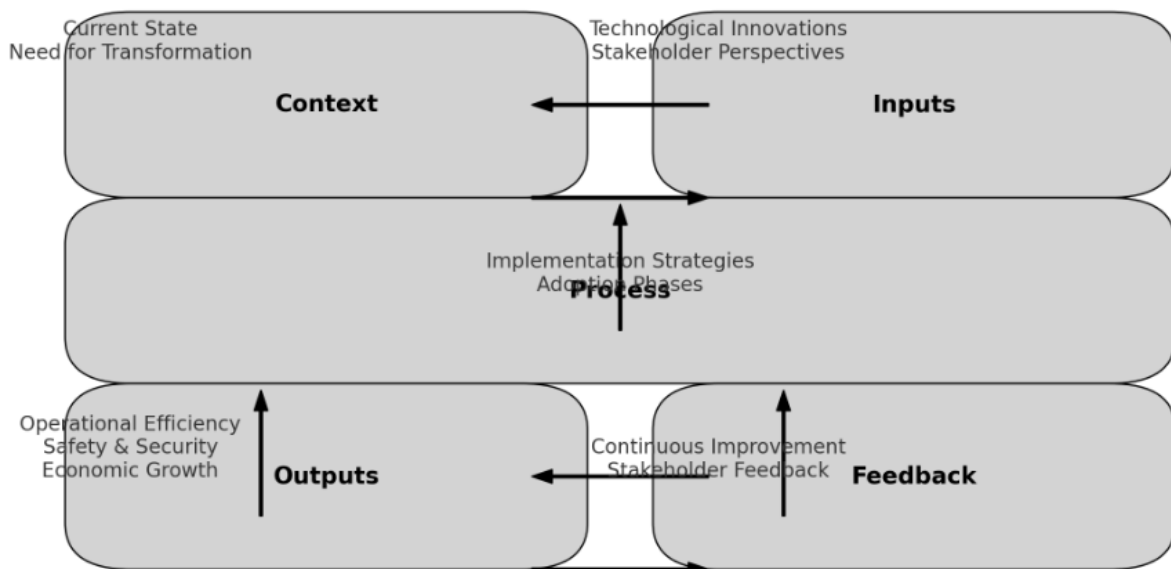 Current State
Need for Transformation
Context
Technological Innovations
Stakeholder Perspectives
Inputs
Implementation Strategies
Adoption Phases
Process
Operational Efficiency
Safety & Security
Economic Growth
Outputs
Continuous Improvement
Stakeholder Feedback
Feedback